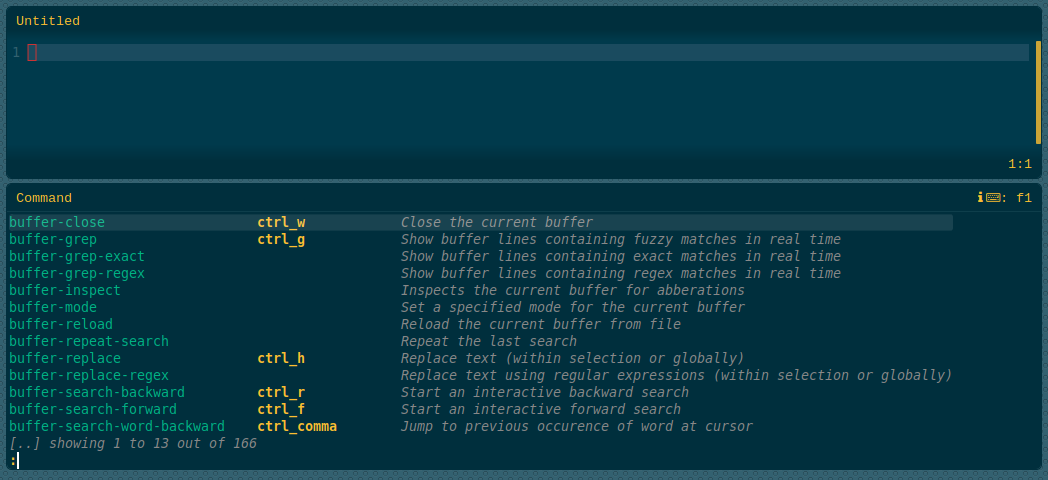 Untitled
1
1:1
Command ℹ⌨: f1
buffer-close ctrl_w Close the current buffer
buffer-grep ctrl_g Show buffer lines containing fuzzy matches in real time
buffer-grep-exact Show buffer lines containing exact matches in real time
buffer-grep-regex Show buffer lines containing regex matches in real time
buffer-inspect Inspects the current buffer for abberations
buffer-mode Set a specified mode for the current buffer
buffer-reload Reload the current buffer from file
buffer-repeat-search Repeat the last search
buffer-replace ctrl_h Replace text (within selection or globally)
buffer-replace-regex Replace text using regular expressions (within selection or globally)
buffer-search-backward ctrl_r Start an interactive backward search
buffer-search-forward ctrl_f Start an interactive forward search
buffer-search-word-backward ctrl_comma Jump to previous occurence of word at cursor
[..] showing 1 to 13 out of 166
: